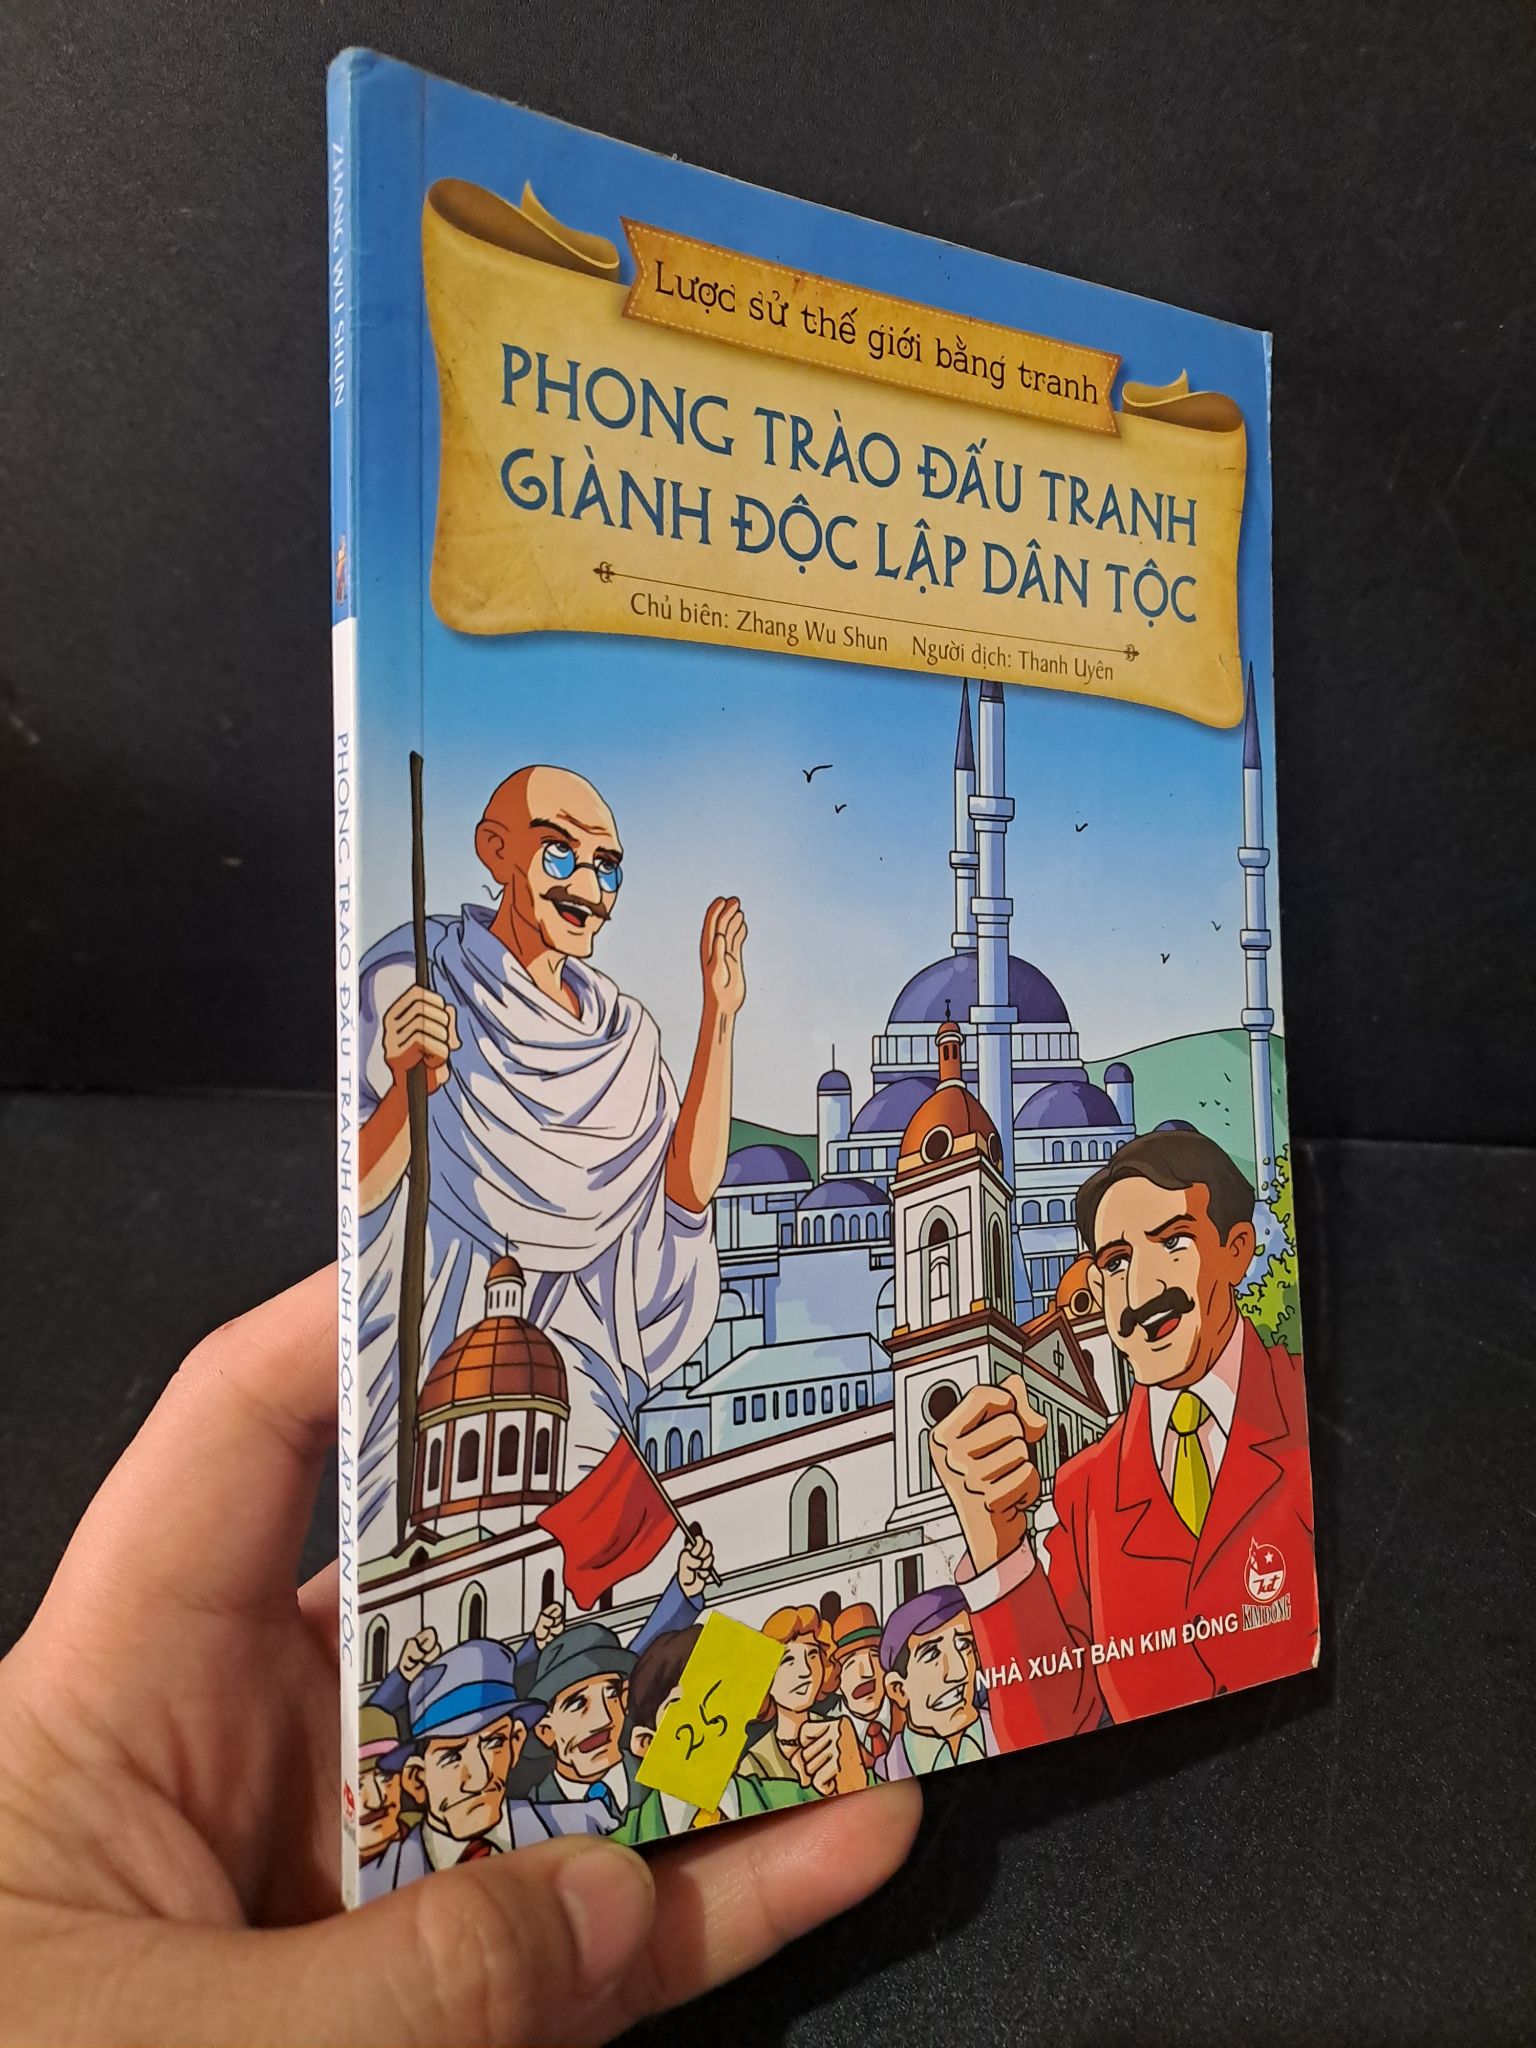 Lược sử thế giới bằng tranh
PHONG TRÀO ĐẤU TRANH
GIÀNH ĐỘC LẬP DÂN TỘC
Chủ biên: Zhang Wu Shun Người dịch: Thanh Uyên
25
NHÀ XUẤT BẢN KIM ĐỒNG
KIM ĐỒNG
ZHANG WU SHUN
PHONG TRÀO ĐẤU TRANH GIÀNH ĐỘC LẬP DÂN TỘC